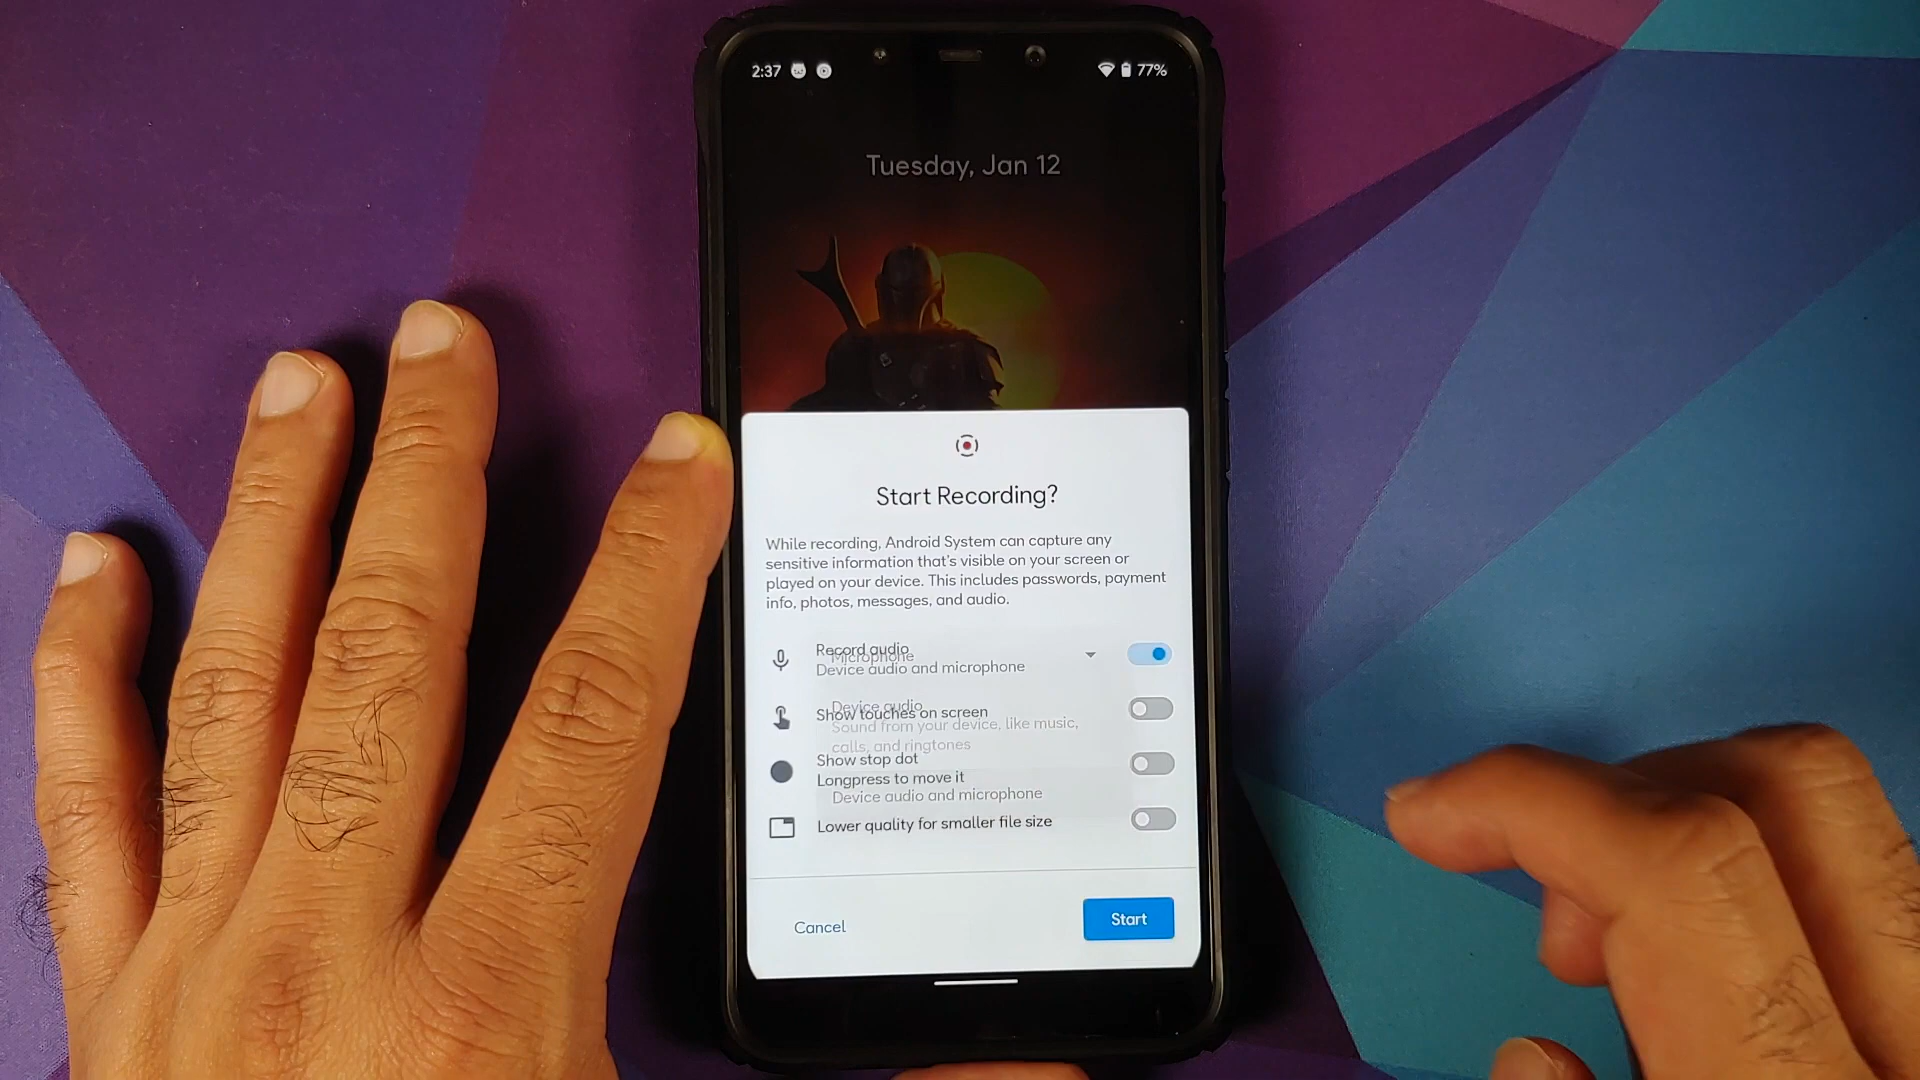 2:37
77%
Tuesday, Jan 12
Start Recording?
While recording, Android System can capture any
sensitive information that's visible on your screen or
played on your device. This includes passwords, payment
info, photos, messages, and audio.
Record audio
Microphone
Device audio and microphone
Device audio
Show touches on screen
Sound from your device, like music,
calls, and ringtones
Show stop dot
Longpress to move it
Device audio and microphone
Lower quality for smaller file size
Cancel
Start